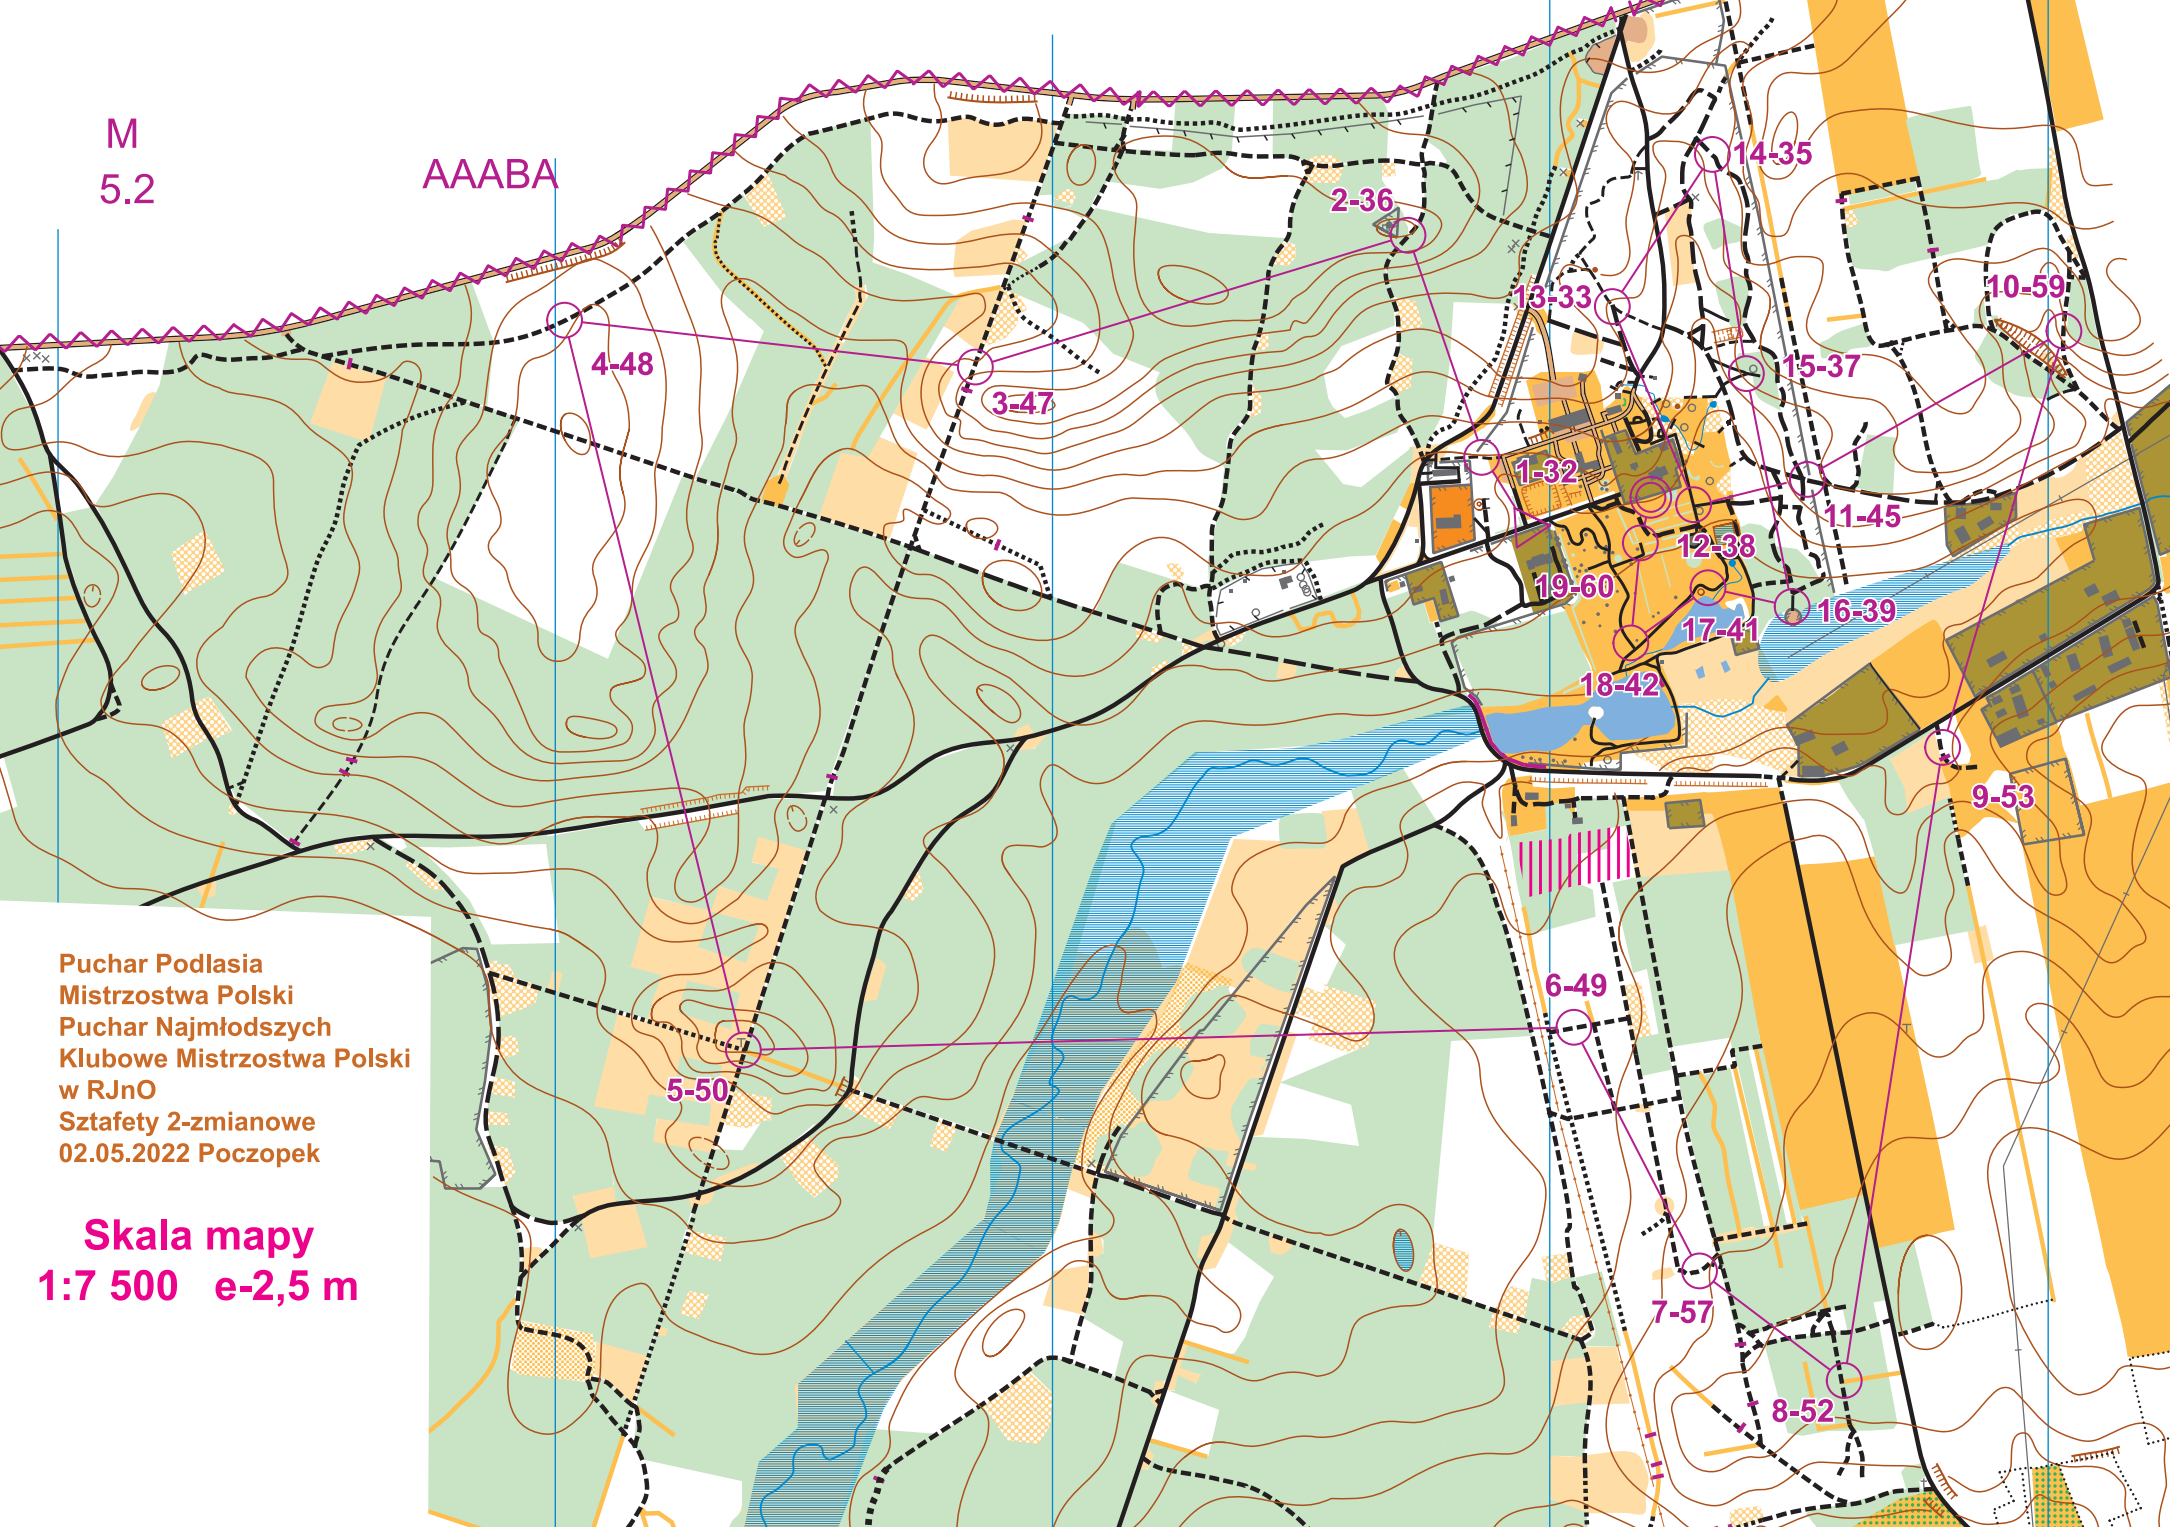 M
5.2
AAABA
14-35
2-36
10-59
13-33
4-48
15-37
3-47
1-32
11-45
12-38
19-60
16-39
17-41
18-42
9-53
Puchar Podlasia
Mistrzostwa Polski
Puchar Najmłodszych
Klubowe Mistrzostwa Polski
w RJnO
Sztafety 2-zmianowe
02.05.2022 Poczopek
6-49
5-50
Skala mapy
1:7 500 e-2,5 m
7-57
8-52